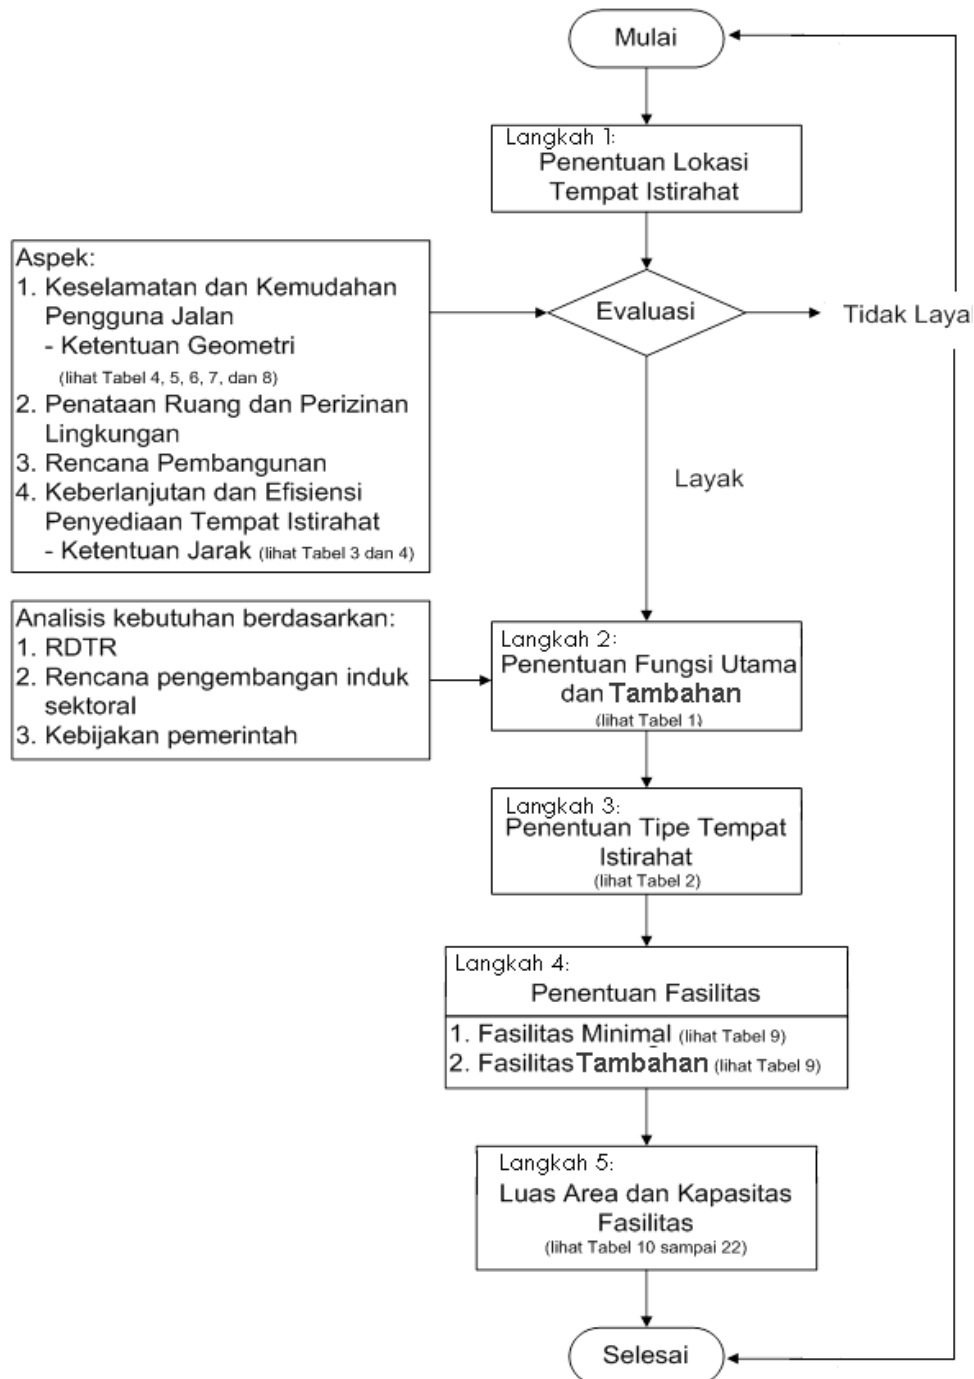 Mulai
Langkah 1:
Penentuan Lokasi
Tempat Istirahat
Aspek:
1. Keselamatan dan Kemudahan
Pengguna Jalan
- Ketentuan Geometri
(lihat Tabel 4, 5, 6, 7, dan 8)
2. Penataan Ruang dan Perizinan
Lingkungan
3. Rencana Pembangunan
4. Keberlanjutan dan Efisiensi
Penyediaan Tempat Istirahat
- Ketentuan Jarak (lihat Tabel 3 dan 4)
Evaluasi
Tidak Layak
Layak
Analisis kebutuhan berdasarkan:
1. RDTR
2. Rencana pengembangan induk
sektoral
3. Kebijakan pemerintah
Langkah 2:
Penentuan Fungsi Utama
dan Tambahan
(lihat Tabel 1)
Langkah 3:
Penentuan Tipe Tempat
Istirahat
(lihat Tabel 2)
Langkah 4:
Penentuan Fasilitas
1. Fasilitas Minimal (lihat Tabel 9)
2. Fasilitas Tambahan (lihat Tabel 9)
Langkah 5:
Luas Area dan Kapasitas
Fasilitas
(lihat Tabel 10 sampai 22)
Selesai